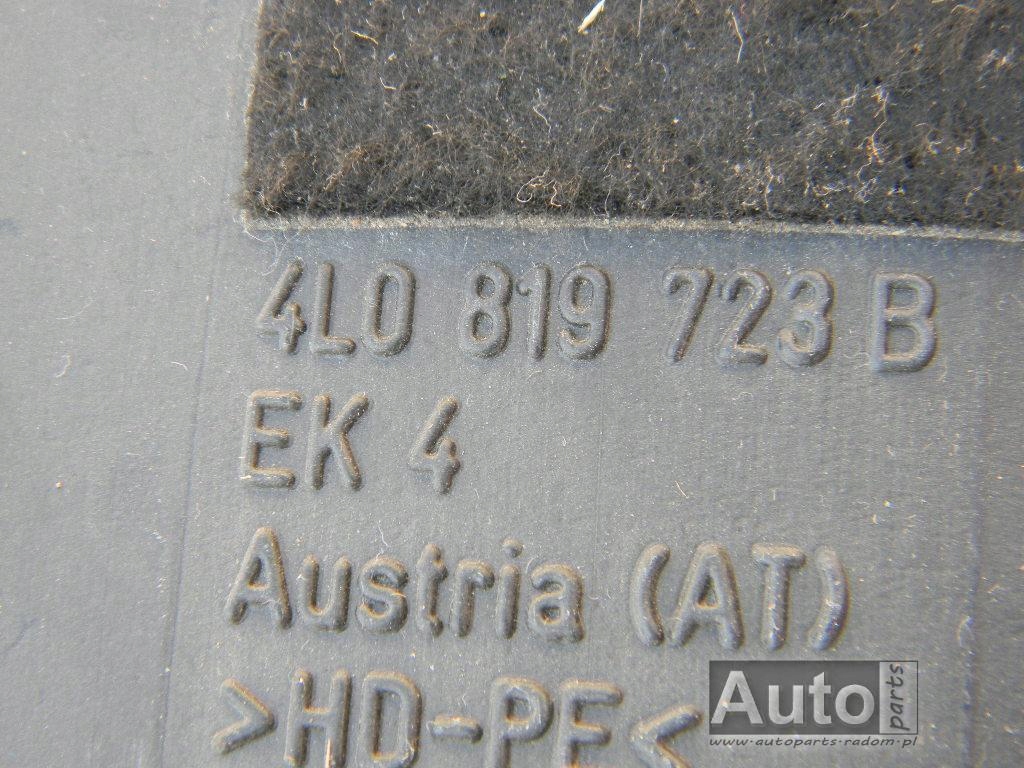 4L0 819 723 B
EK 4
Austria (AT)
>HD-PE<
Auto parts
www.autoparts-radom.pl